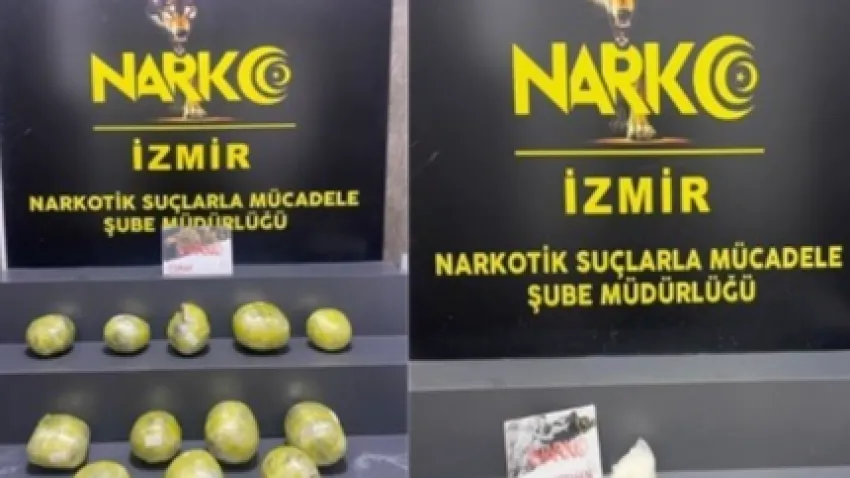 NARKO
İZMİR
NARKOTİK SUÇLARLA MÜCADELE
ŞUBE MÜDÜRLÜĞÜ
NARKO
İZMİR
NARKOTİK SUÇLARLA MÜCADELE
ŞUBE MÜDÜRLÜĞÜ